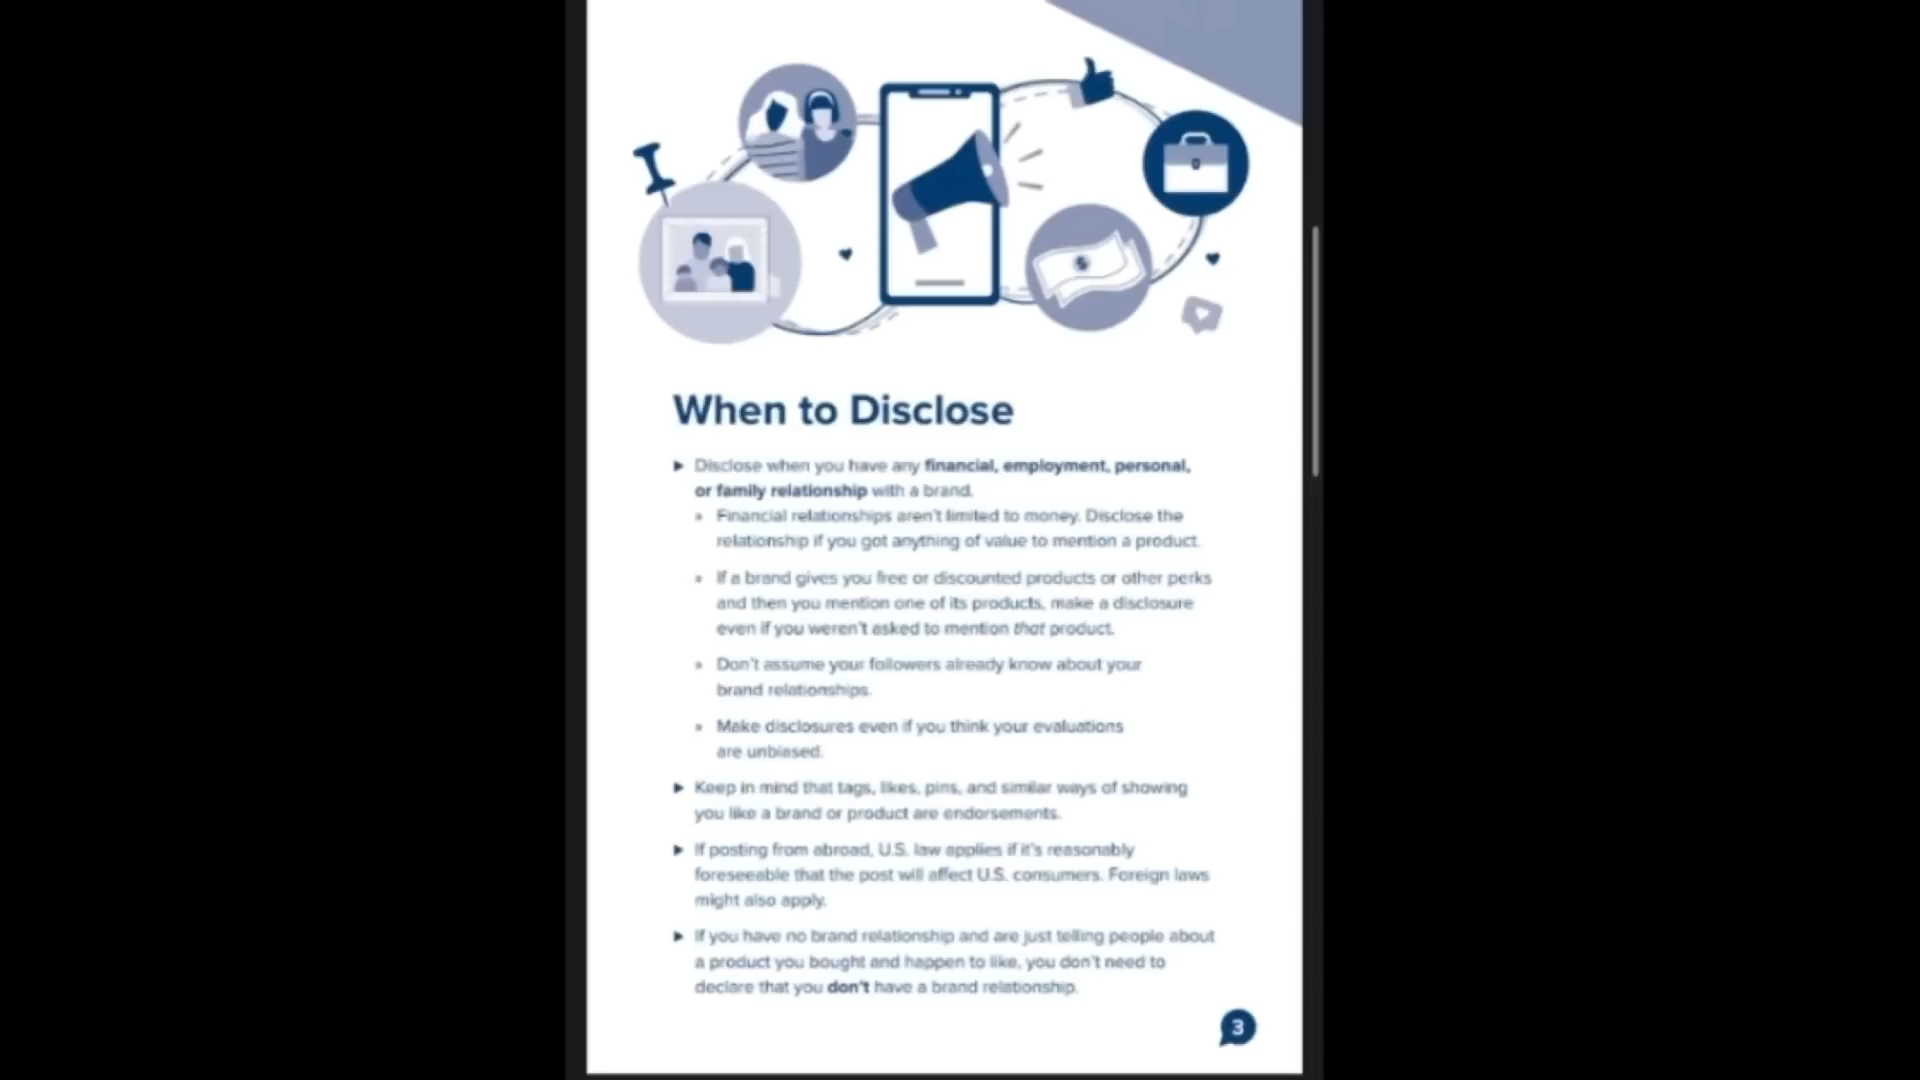 When to Disclose
▶ Disclose when you have any financial, employment, personal,
or family relationship with a brand.
» Financial relationships aren't limited to money. Disclose the
relationship if you got anything of value to mention a product.
» If a brand gives you free or discounted products or other perks
and then you mention one of its products, make a disclosure
even if you weren't asked to mention that product.
» Don't assume your followers already know about your
brand relationships.
» Make disclosures even if you think your evaluations
are unbiased.
▶ Keep in mind that tags, likes, pins, and similar ways of showing
you like a brand or product are endorsements.
▶ If posting from abroad, U.S. law applies if it's reasonably
foreseeable that the post will affect U.S. consumers. Foreign laws
might also apply.
▶ If you have no brand relationship and are just telling people about
a product you bought and happen to like, you don't need to
declare that you don't have a brand relationship.
3